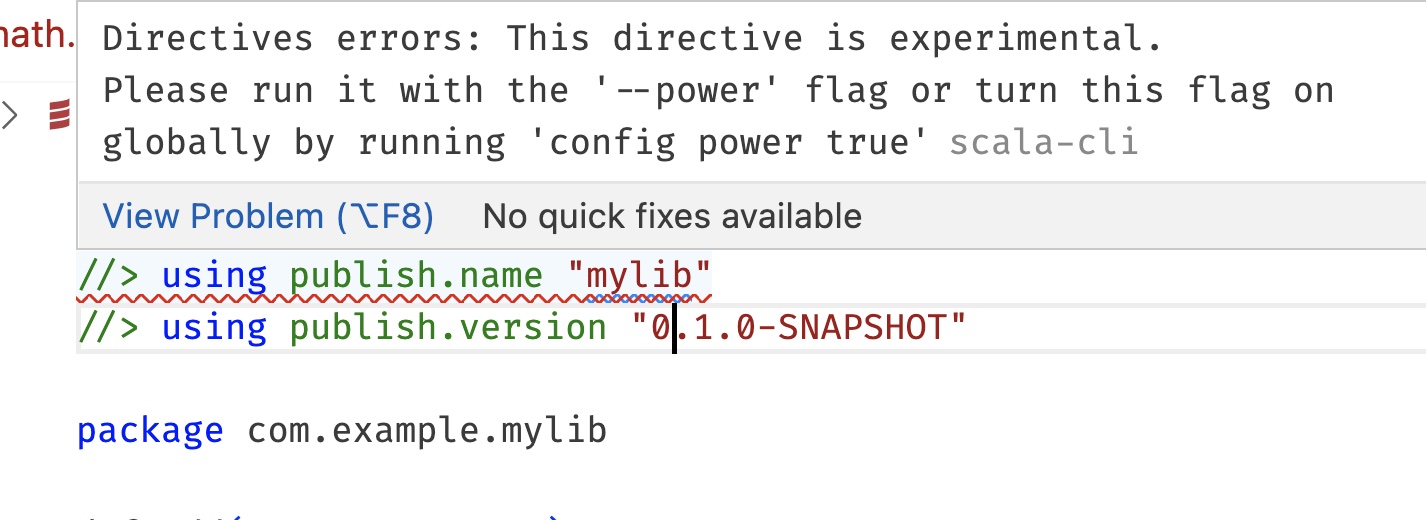 math.
Directives errors: This directive is experimental.
Please run it with the '--power' flag or turn this flag on
globally by running 'config power true' scala-cli
View Problem (⌥F8) No quick fixes available
//> using publish.name "mylib"
//> using publish.version "0.1.0-SNAPSHOT"
package com.example.mylib